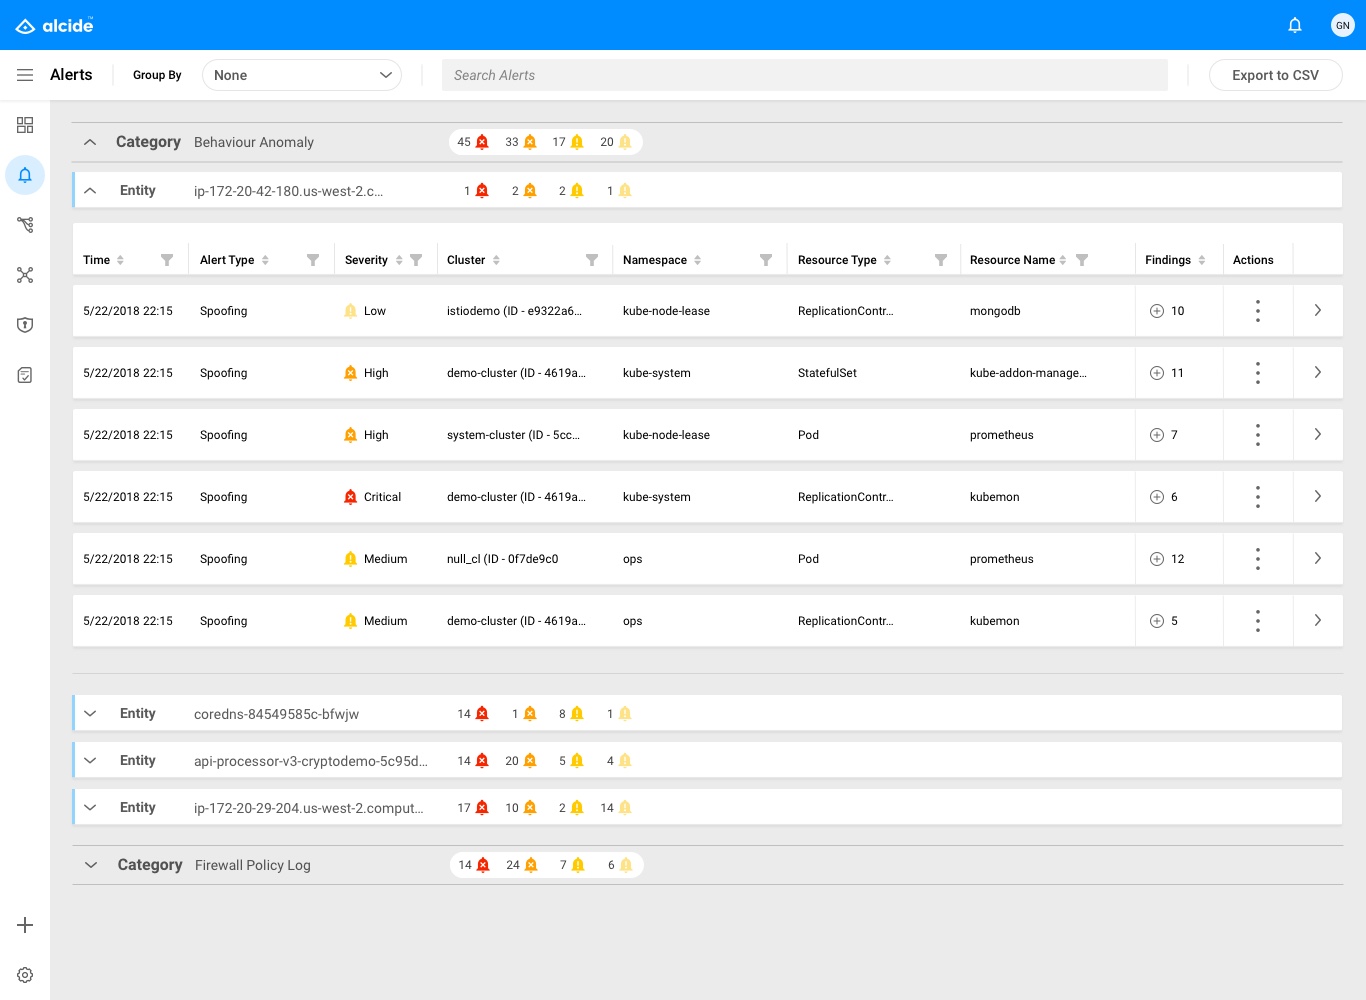 alcide™
GN
Alerts
Group By
None
Search Alerts
Export to CSV
Category Behaviour Anomaly 45 33 17 20
Entity ip-172-20-42-180.us-west-2.c... 1 2 2 1
Time Alert Type Severity Cluster Namespace Resource Type Resource Name Findings Actions
5/22/2018 22:15 Spoofing Low istiodemo (ID - e9322a6... kube-node-lease ReplicationContr... mongodb 10
5/22/2018 22:15 Spoofing High demo-cluster (ID - 4619a... kube-system StatefulSet kube-addon-manage... 11
5/22/2018 22:15 Spoofing High system-cluster (ID - 5cc... kube-node-lease Pod prometheus 7
5/22/2018 22:15 Spoofing Critical demo-cluster (ID - 4619a... kube-system ReplicationContr... kubemon 6
5/22/2018 22:15 Spoofing Medium null_cl (ID - 0f7de9c0 ops Pod prometheus 12
5/22/2018 22:15 Spoofing Medium demo-cluster (ID - 4619a... ops ReplicationContr... kubemon 5
Entity coredns-84549585c-bfwjw 14 1 8 1
Entity api-processor-v3-cryptodemo-5c95d... 14 20 5 4
Entity ip-172-20-29-204.us-west-2.comput... 17 10 2 14
Category Firewall Policy Log 14 24 7 6